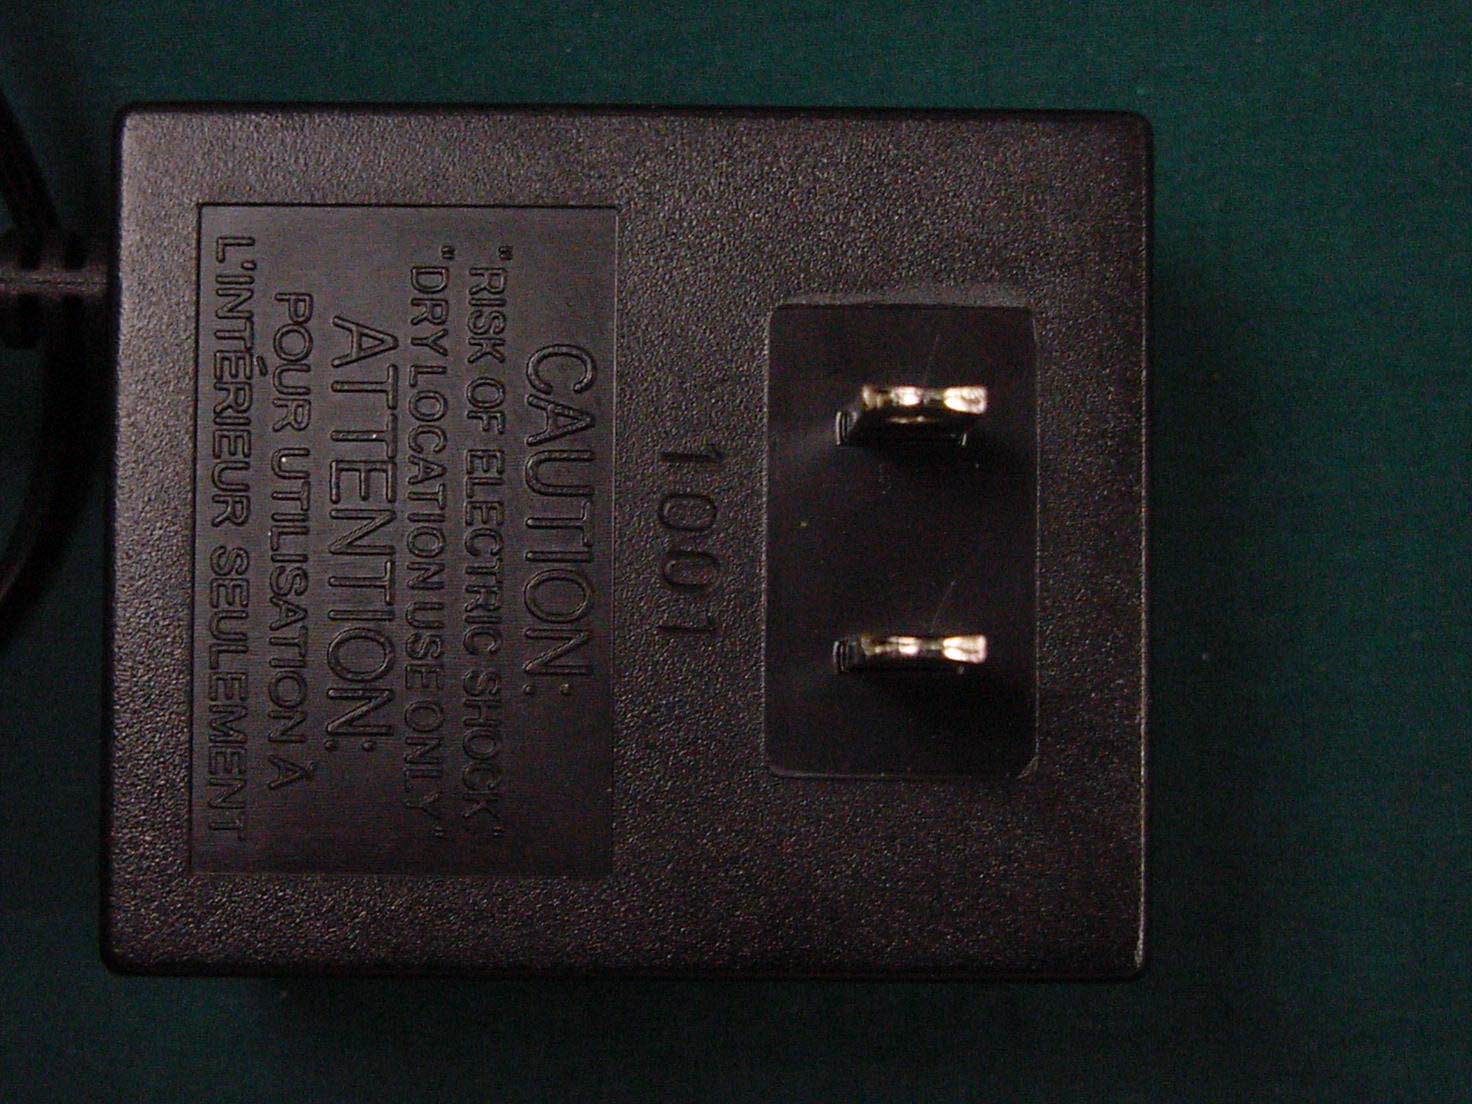 1001
CAUTION:
"RISK OF ELECTRIC SHOCK,"
"DRY LOCATION USE ONLY"
ATTENTION:
POUR UTILISATION À
L'INTÉRIEUR SEULEMENT